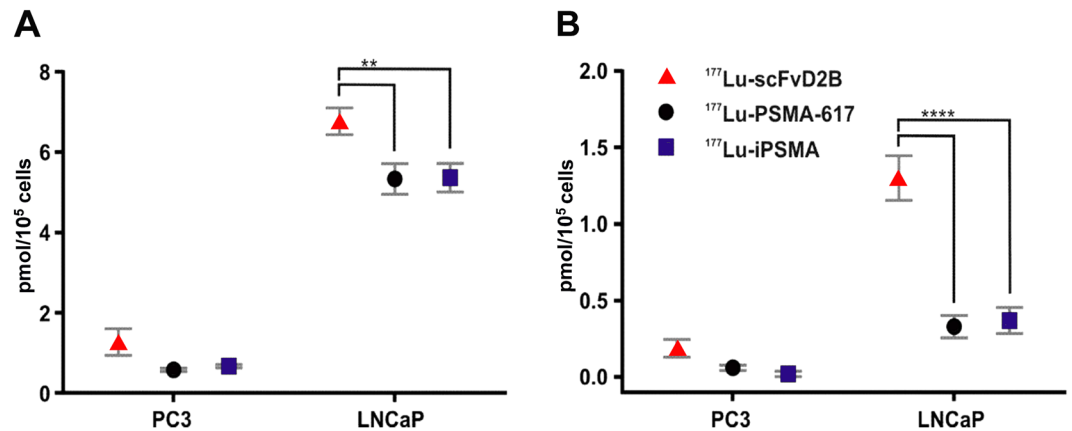 A
8
6
4
2
0
pmol/10⁵ cells
**
PC3
LNCaP
B
2.0
1.5
1.0
0.5
0.0
pmol/10⁵ cells
¹⁷⁷Lu-scFvD2B
¹⁷⁷Lu-PSMA-617
¹⁷⁷Lu-iPSMA
****
PC3
LNCaP